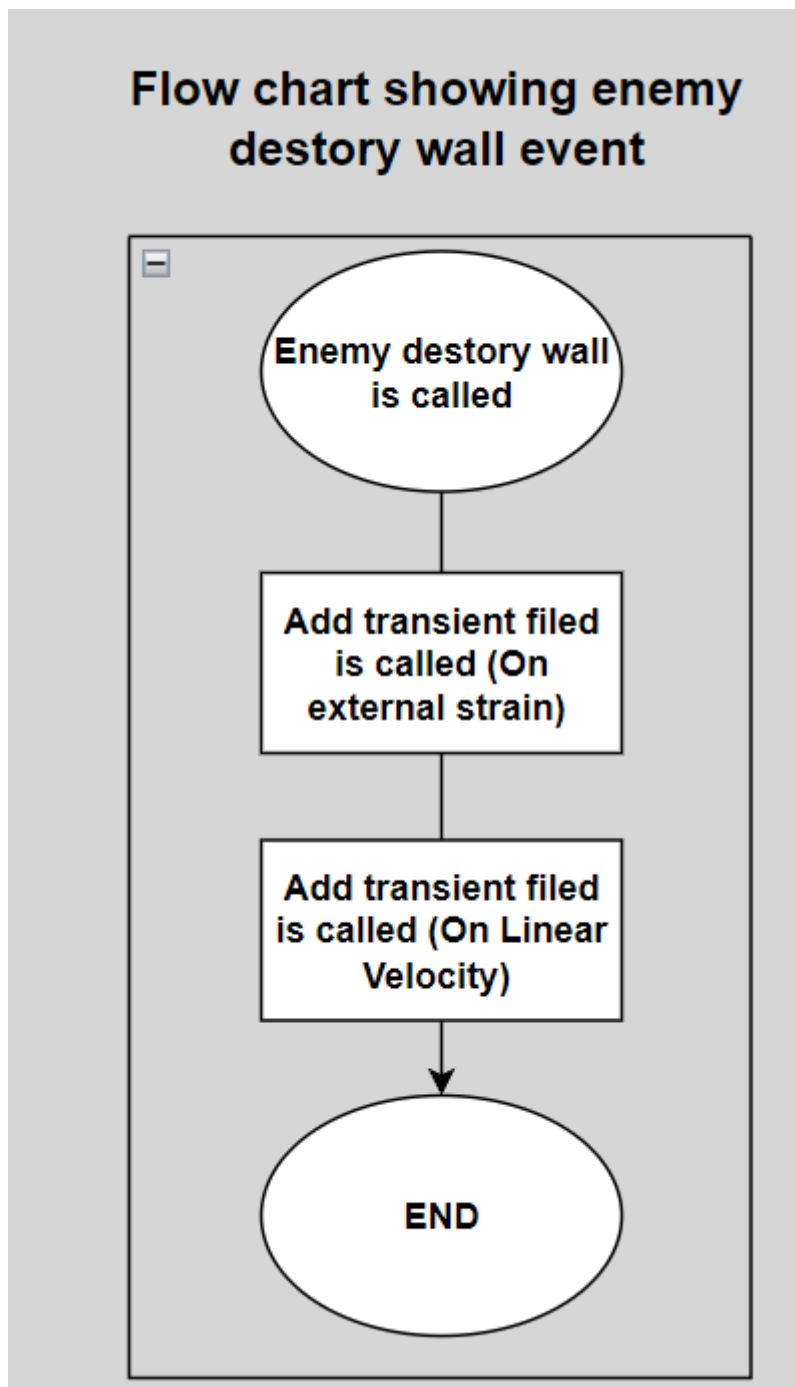 Flow chart showing enemy
destory wall event
Enemy destory wall
is called
Add transient filed
is called (On
external strain)
Add transient filed
is called (On Linear
Velocity)
END